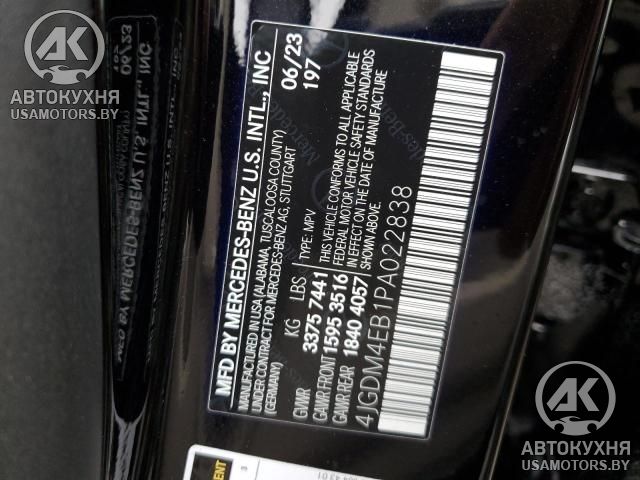 MFD BY MERCEDES-BENZ U.S. INTL., INC
MANUFACTURED IN USA (ALABAMA, TUSCALOOSA COUNTY)
UNDER CONTRACT FOR MERCEDES-BENZ AG, STUTTGART
(GERMANY)
06/23
197
KG LBS TYPE: MPV
GVWR 3375 7441
GAWR FRONT 1595 3516
GAWR REAR 1840 4057
THIS VEHICLE CONFORMS TO ALL APPLICABLE
FEDERAL MOTOR VEHICLE SAFETY STANDARDS
IN EFFECT ON THE DATE OF MANUFACTURE
SHOWN ABOVE.
4JGDM4EB1PA022838
АК
АВТОКУХНЯ
USAMOTORS.BY
АК
АВТОКУХНЯ
USAMOTORS.BY